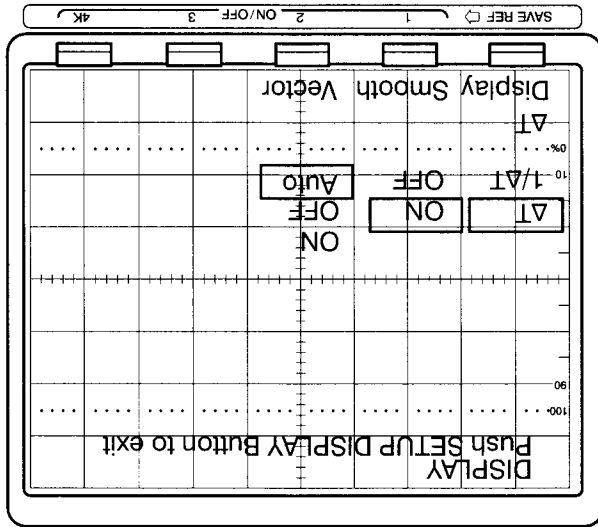 DISPLAY
Push SETUP DISPLAY Button to exit
100
90
ON
ΔT ON OFF
1/ΔT OFF Auto
10
0%
ΔT
Display Smooth Vector
SAVE REF ⇨ 1 2 ON/OFF 3 4K